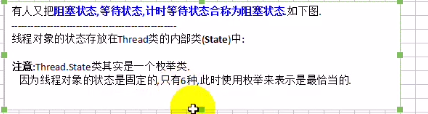 有人又把阻塞状态,等待状态,计时等待状态合称为阻塞状态.如下图.
--------------------------------------------------
线程对象的状态存放在Thread类的内部类(State)中:
注意:Thread.State类其实是一个枚举类.
因为线程对象的状态是固定的,只有6种,此时使用枚举来表示是最恰当的.